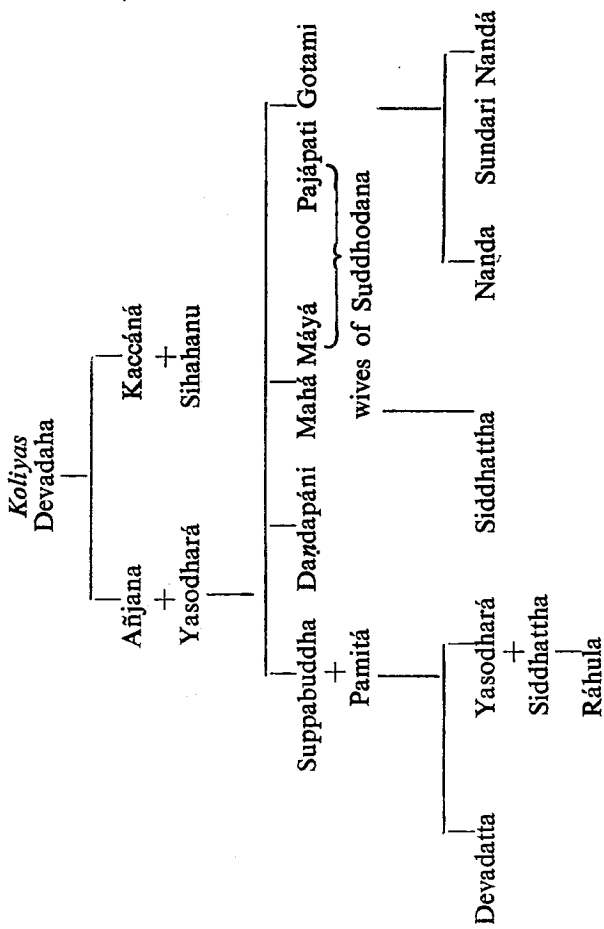 Koliyas
Devadaha
Añjana Kaccáná
+ +
Yasodhará Sihahanu
Suppabuddha Daṇdapáni Mahá Máyá Pajápati Gotami
+
Pamitá wives of Suddhodana
Devadatta Yasodhará Siddhattha Nanda Sundari Nandá
+
Siddhattha
Ráhula